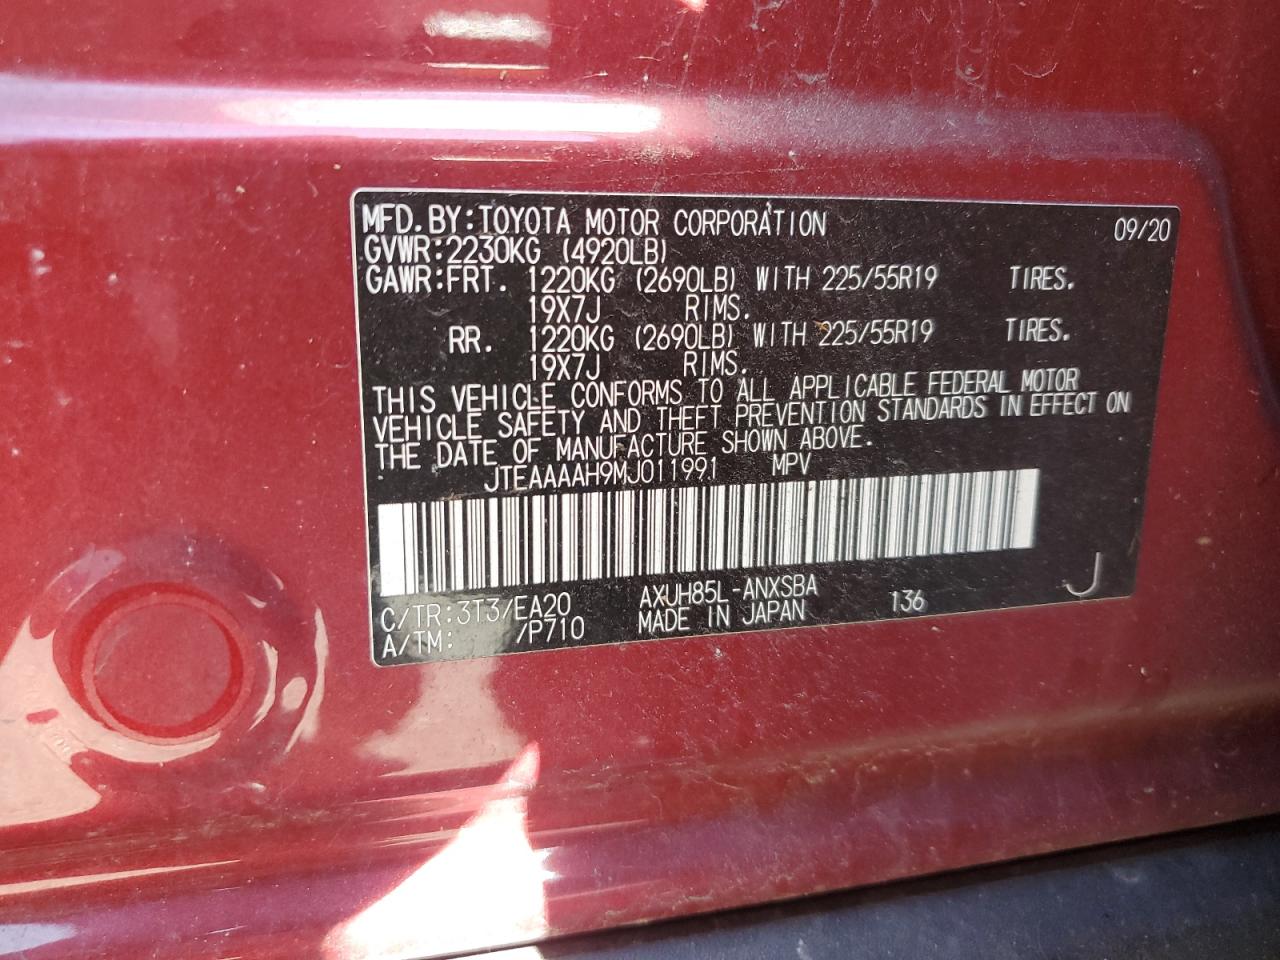 MFD.BY:TOYOTA MOTOR CORPORATION 09/20
GVWR:2230KG (4920LB)
GAWR:FRT. 1220KG (2690LB) WITH 225/55R19 TIRES.
19X7J RIMS.
RR. 1220KG (2690LB) WITH 225/55R19 TIRES.
19X7J RIMS.
THIS VEHICLE CONFORMS TO ALL APPLICABLE FEDERAL MOTOR
VEHICLE SAFETY AND THEFT PREVENTION STANDARDS IN EFFECT ON
THE DATE OF MANUFACTURE SHOWN ABOVE.
JTEAAAAH9MJ011991 MPV
C/TR:3T3/EA20 AXUH85L-ANXSBA 136 J
A/TM: /P710 MADE IN JAPAN